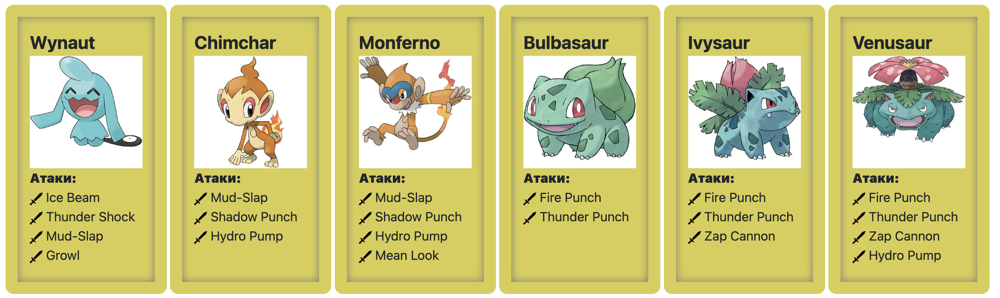 Wynaut
Атаки:
Ice Beam
Thunder Shock
Mud-Slap
Growl
Chimchar
Атаки:
Mud-Slap
Shadow Punch
Hydro Pump
Monferno
Атаки:
Mud-Slap
Shadow Punch
Hydro Pump
Mean Look
Bulbasaur
Атаки:
Fire Punch
Thunder Punch
Ivysaur
Атаки:
Fire Punch
Thunder Punch
Zap Cannon
Venusaur
Атаки:
Fire Punch
Thunder Punch
Zap Cannon
Hydro Pump